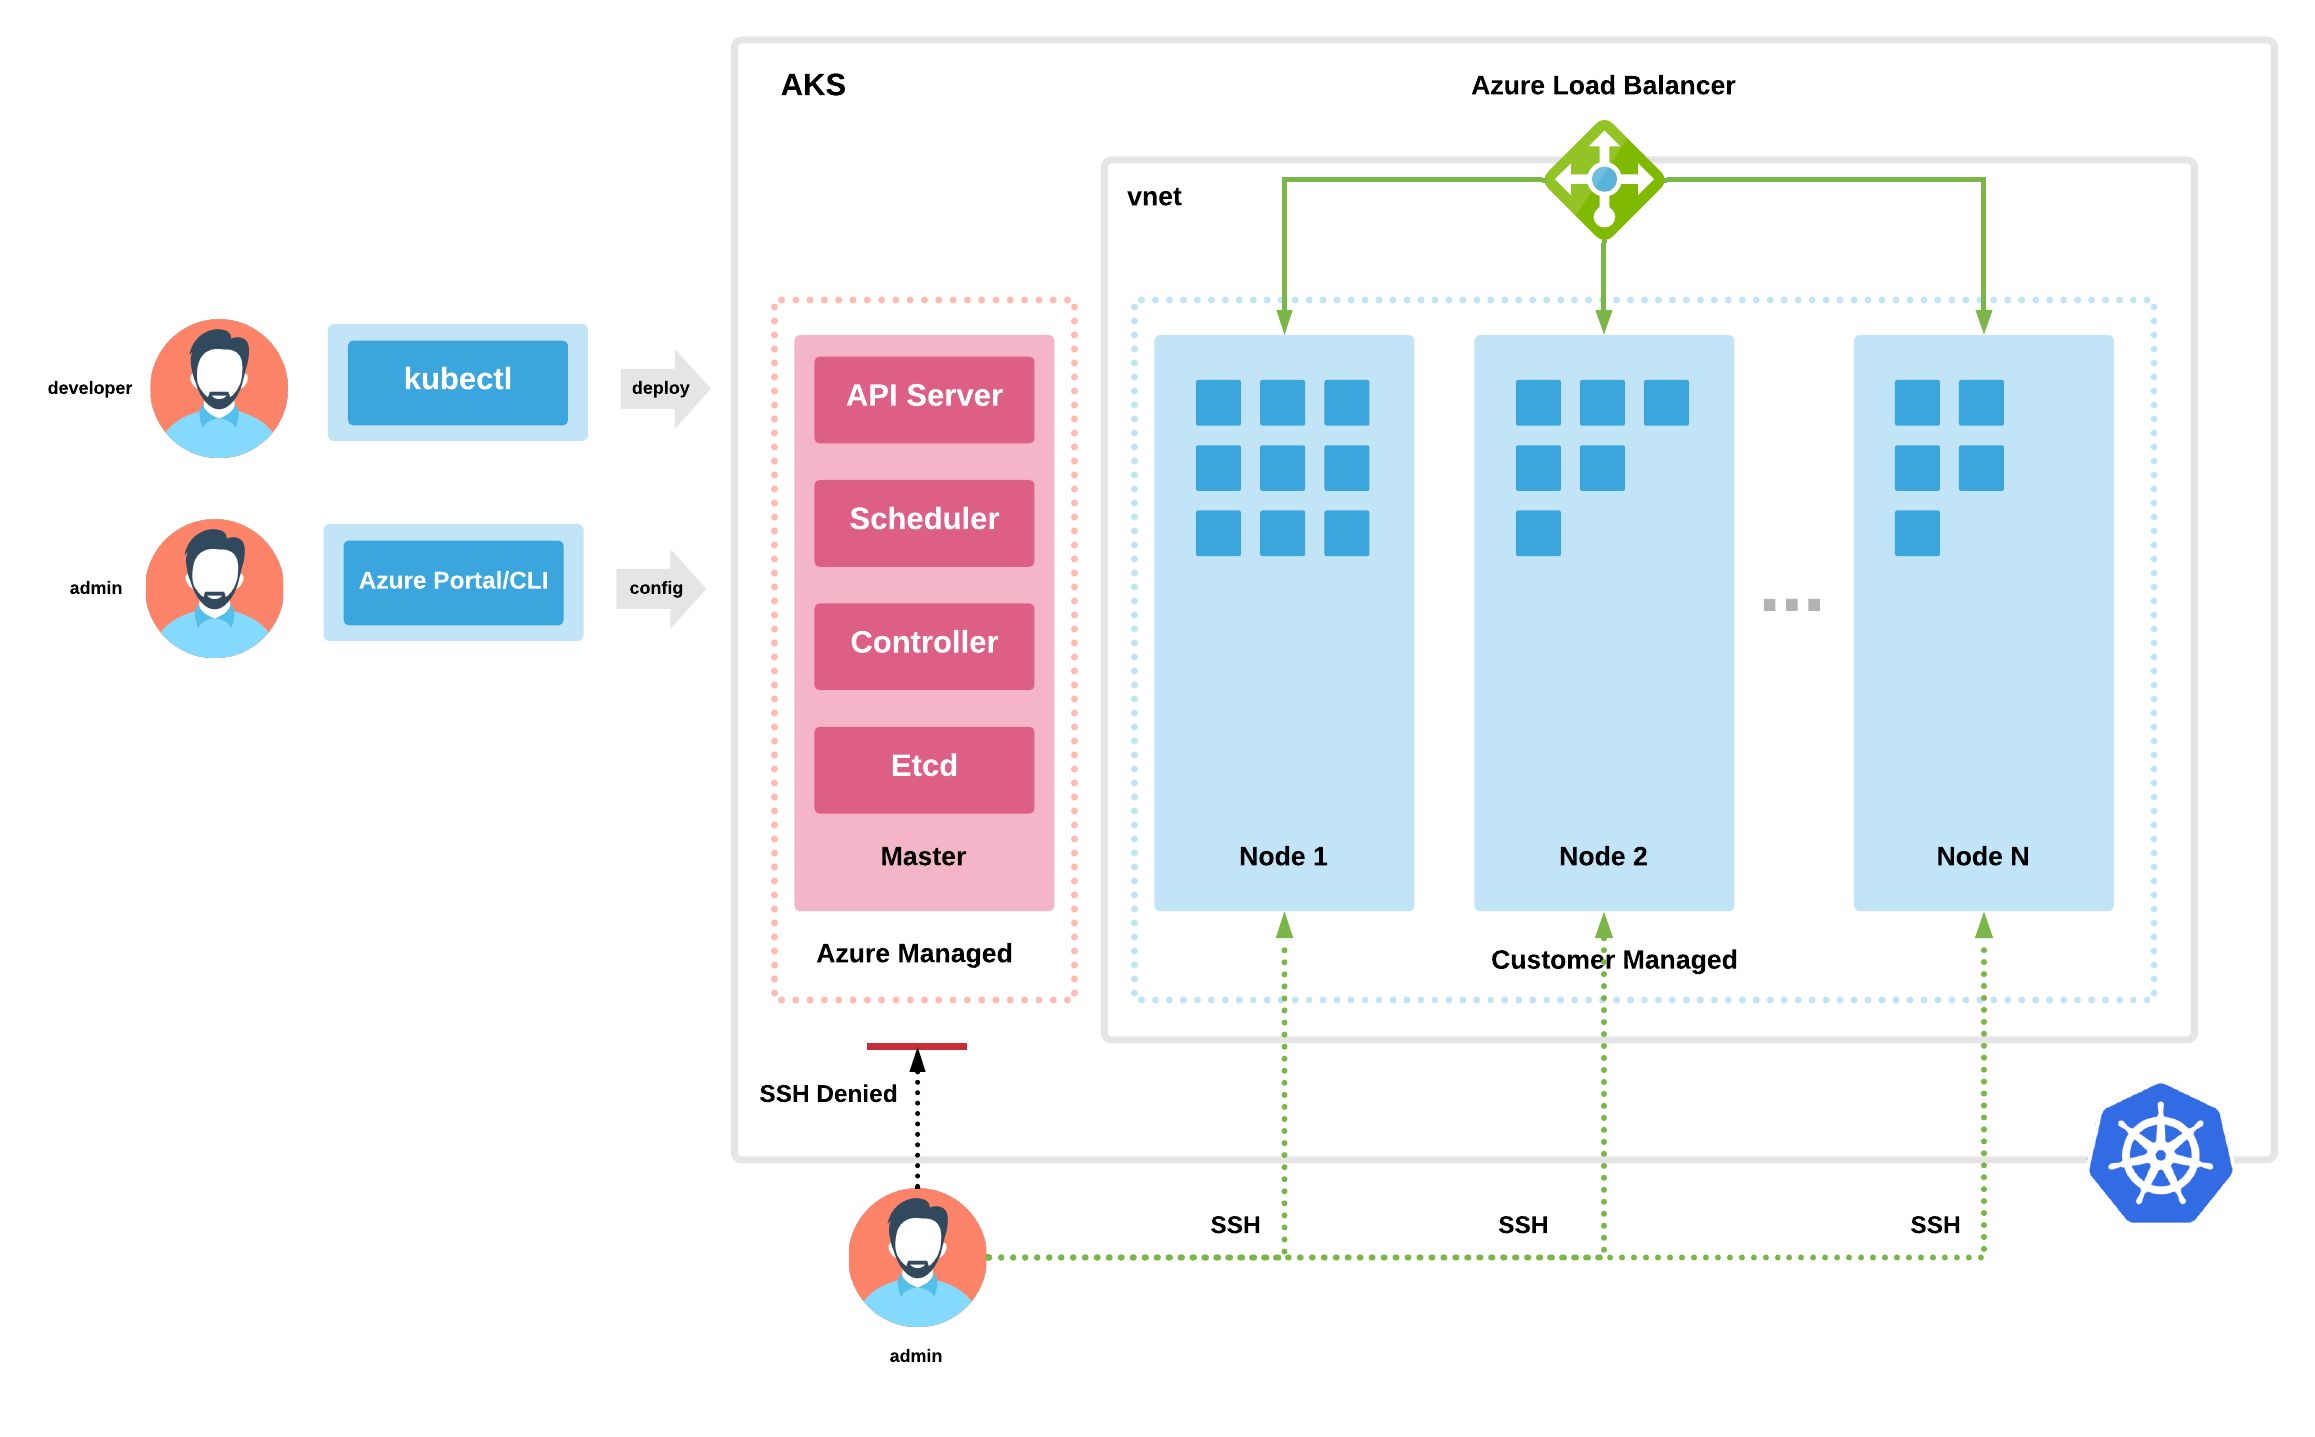 AKS
Azure Load Balancer
vnet
developer
kubectl
deploy
admin
Azure Portal/CLI
config
API Server
Scheduler
Controller
Etcd
Master
Azure Managed
Node 1
Node 2
Node N
Customer Managed
SSH Denied
SSH
SSH
SSH
admin